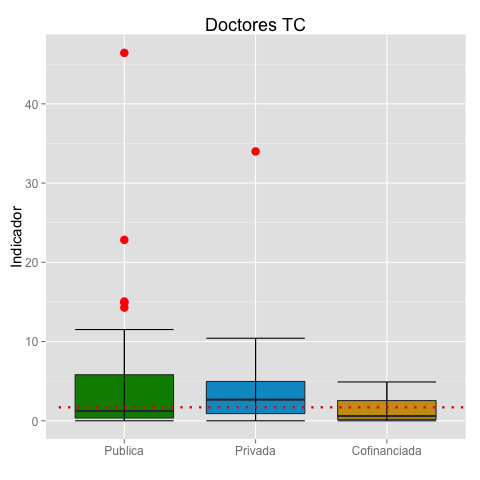 Doctores TC
Indicador
40
30
20
10
0
Publica
Privada
Cofinanciada